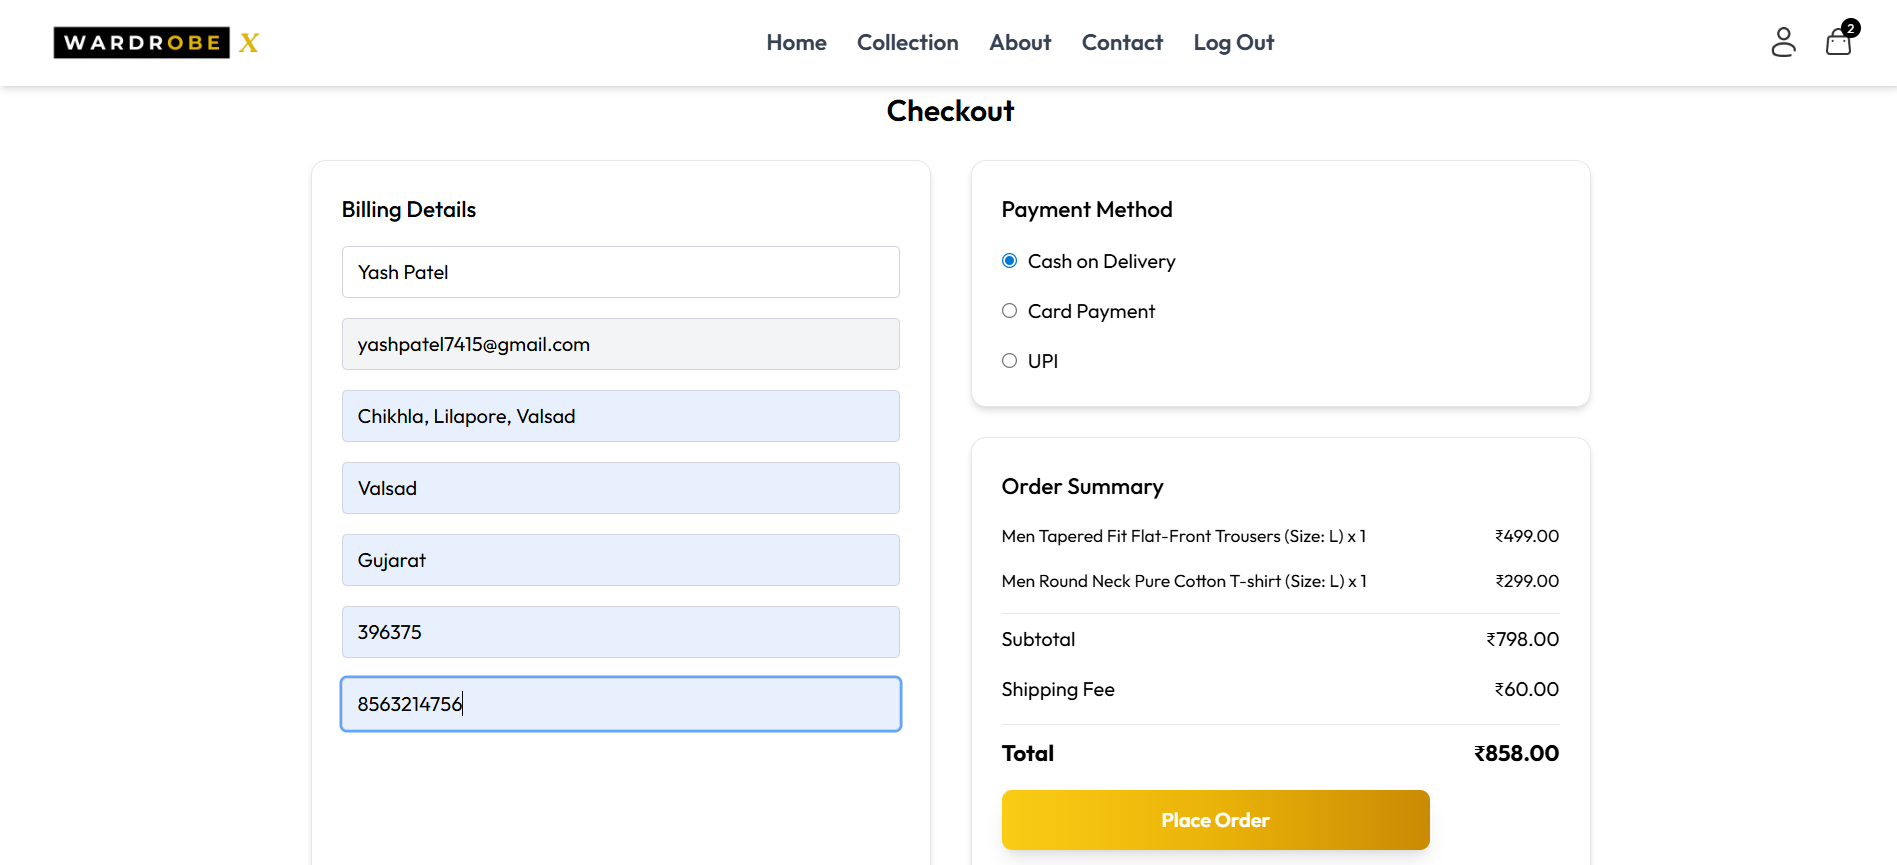 WARDROBE X
Home Collection About Contact Log Out
2
Checkout
Billing Details
Yash Patel
yashpatel7415@gmail.com
Chikhla, Lilapore, Valsad
Valsad
Gujarat
396375
8563214756
Payment Method
Cash on Delivery
Card Payment
UPI
Order Summary
Men Tapered Fit Flat-Front Trousers (Size: L) x 1 ₹499.00
Men Round Neck Pure Cotton T-shirt (Size: L) x 1 ₹299.00
Subtotal ₹798.00
Shipping Fee ₹60.00
Total ₹858.00
Place Order